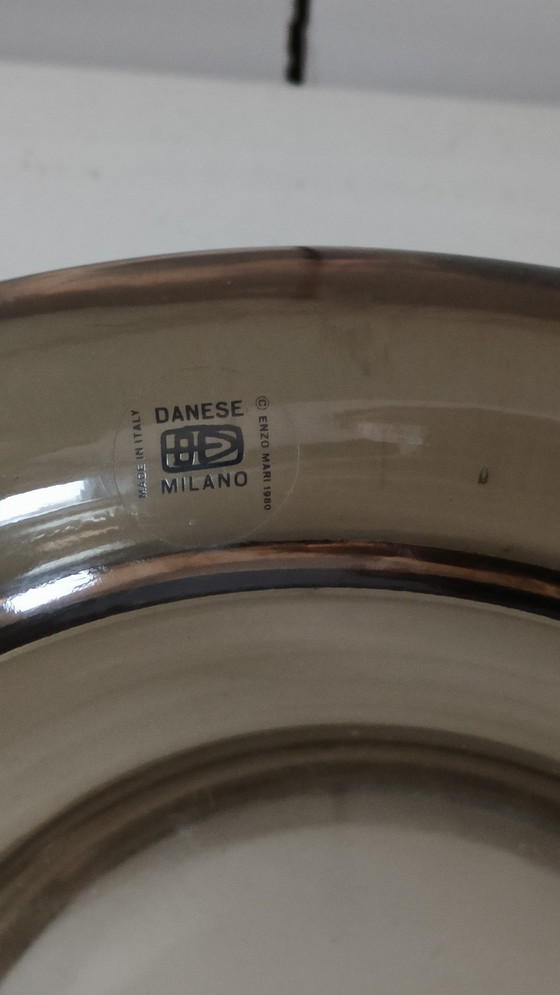 MADE IN ITALY
DANESE
MILANO
© ENZO MARI 1980